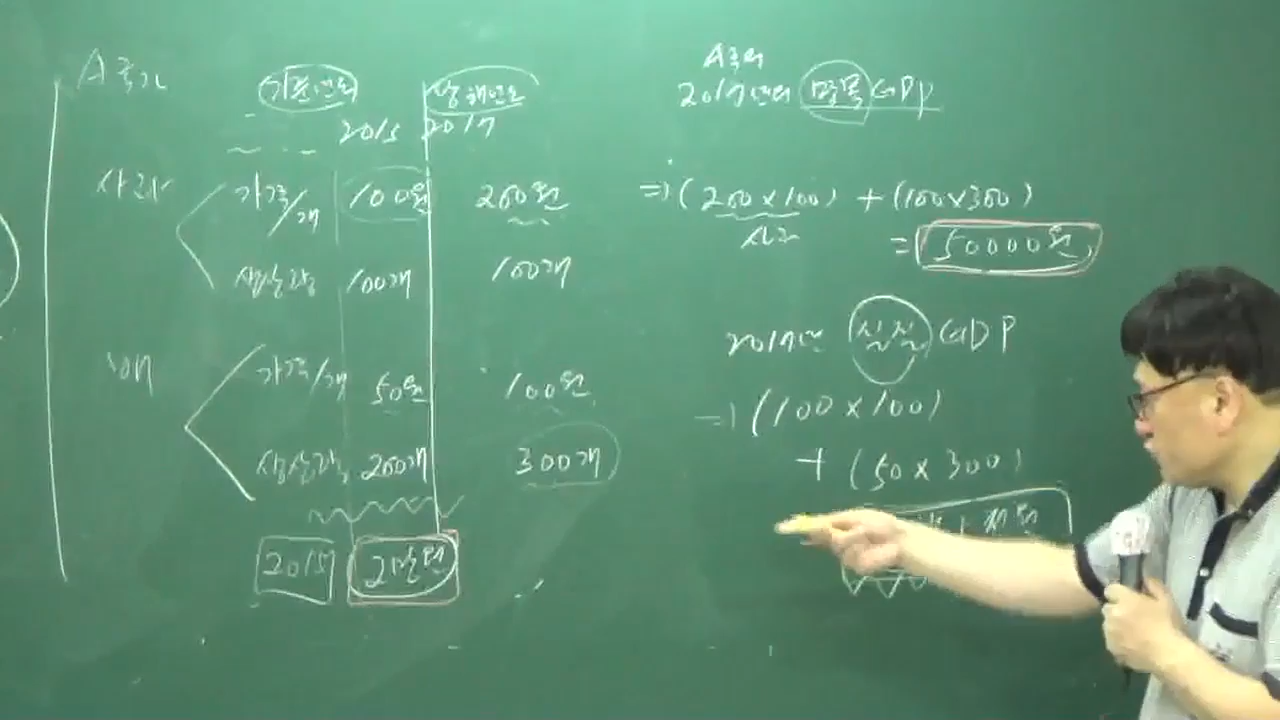 A국가
기준연도 당해연도
2015 2017
사과 가격/개 100원 200원
생산량 100개 100개
배 가격/개 50원 100원
생산량 200개 300개
2015 2만원
A국의
2017년의 명목 GDP
⇒ (200×100) + (100×300)
사과
= 50000원
2017년 실질 GDP
⇒ (100×100)
+ (50×300)